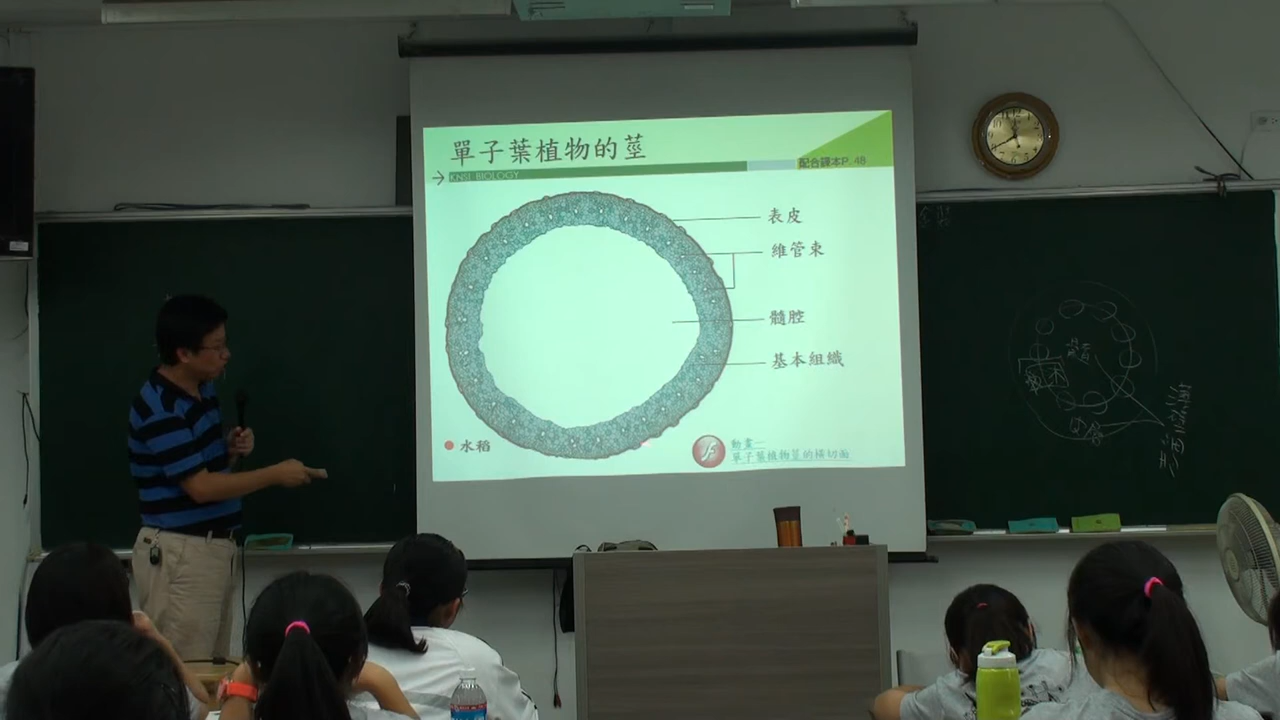 單子葉植物的莖
KNSI BIOLOGY
配合課本P. 48
表皮
維管束
髓腔
基本組織
水稻
動畫一
單子葉植物莖的橫切面